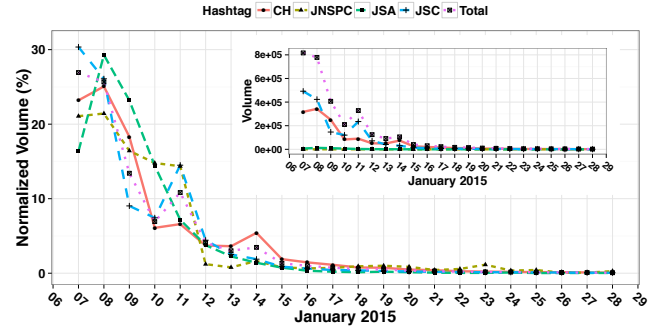 Hashtag CH JNSPC JSA JSC Total
Normalized Volume (%)
30
20
10
0
06 07 08 09 10 11 12 13 14 15 16 17 18 19 20 21 22 23 24 25 26 27 28 29
January 2015
Volume
8e+05
6e+05
4e+05
2e+05
0e+00
06 07 08 09 10 11 12 13 14 15 16 17 18 19 20 21 22 23 24 25 26 27 28 29
January 2015